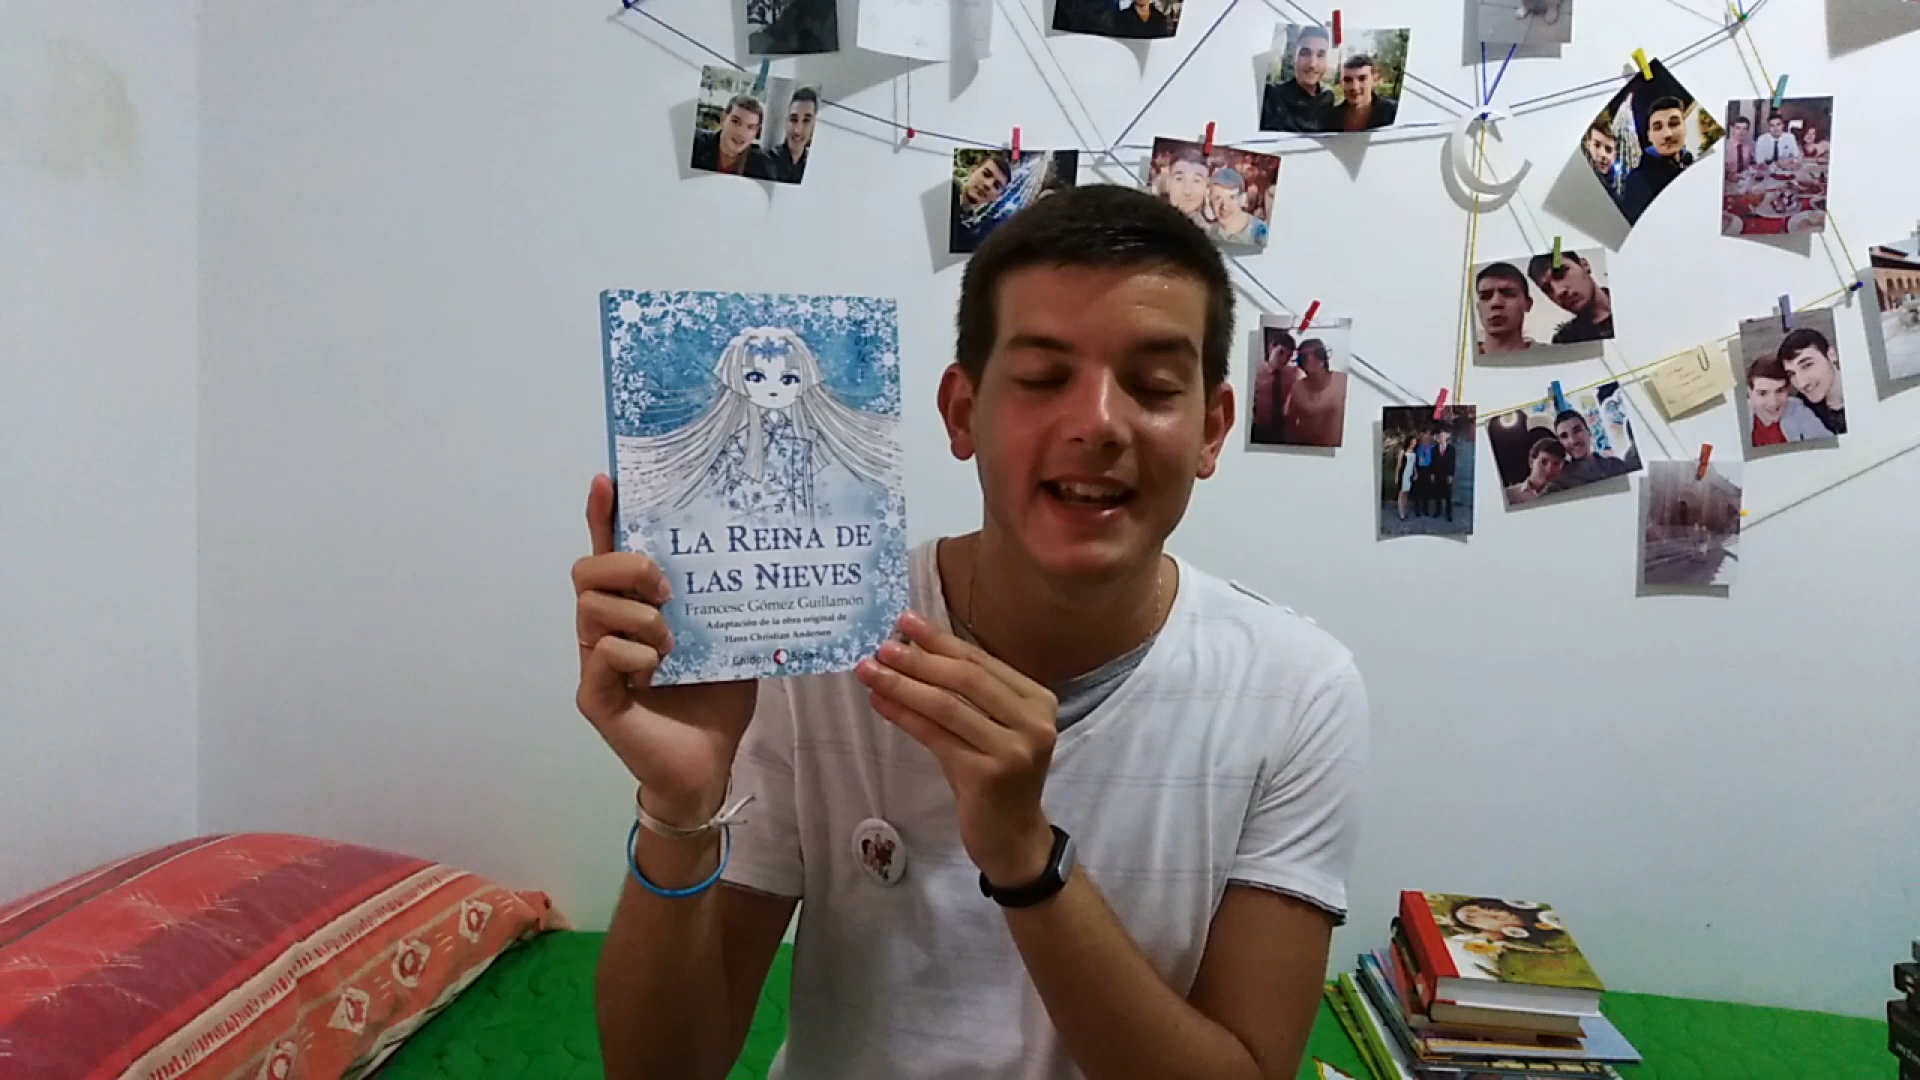 LA REINA DE
LAS NIEVES
Francesc Gómez Guillamón
Adaptación de la obra original de
Hans Christian Andersen